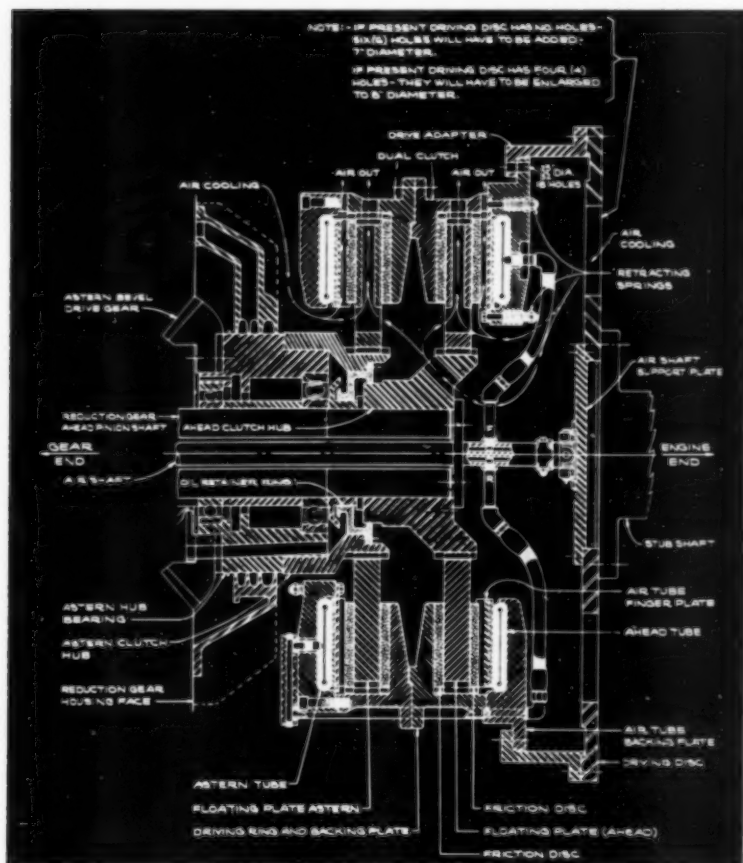 NOTE:- IF PRESENT DRIVING DISC HAS NO HOLES-
SIX(6) HOLES WILL HAVE TO BE ADDED-
7" DIAMETER.
IF PRESENT DRIVING DISC HAS FOUR (4)
HOLES - THEY WILL HAVE TO BE ENLARGED
TO 8" DIAMETER.
DRIVE ADAPTER
DUAL CLUTCH
AIR OUT
AIR OUT
DIA.
18 HOLES
AIR COOLING
AIR
COOLING
RETRACTING
SPRINGS
ASTERN BEVEL
DRIVE GEAR
AIR SHAFT
SUPPORT PLATE
REDUCTION GEAR
AHEAD PINION SHAFT
AHEAD CLUTCH HUB
GEAR
END
ENGINE
END
AIR SHAFT
OIL RETAINER RING
STUB SHAFT
ASTERN HUB
BEARING
AIR TUBE
FINGER PLATE
ASTERN CLUTCH
HUB
AHEAD TUBE
REDUCTION GEAR
HOUSING FACE
AIR TUBE
BACKING PLATE
DRIVING DISC
ASTERN TUBE
FLOATING PLATE ASTERN
FRICTION DISC
DRIVING RING AND BACKING PLATE
FLOATING PLATE (AHEAD)
FRICTION DISC